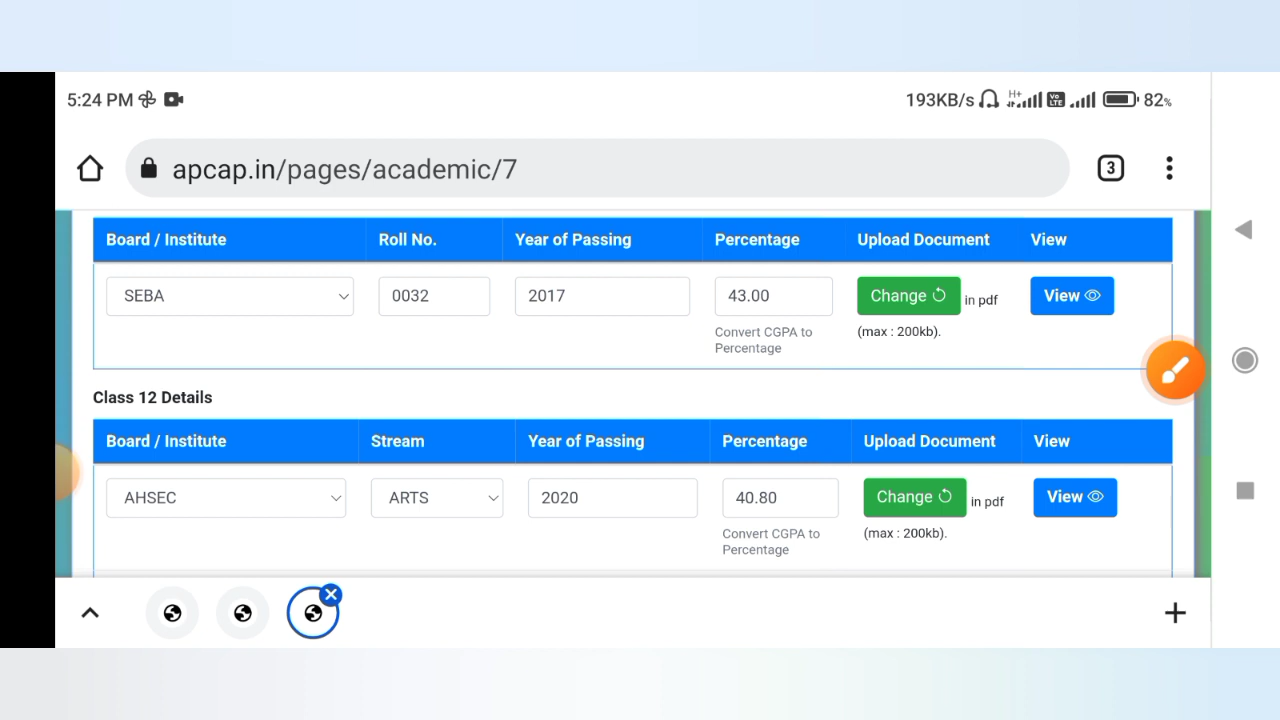 5:24 PM 193KB/s H+ Vo LTE 82%
apcap.in/pages/academic/7 3
Board / Institute Roll No. Year of Passing Percentage Upload Document View
SEBA 0032 2017 43.00 Change in pdf View
Convert CGPA to (max : 200kb).
Percentage
Class 12 Details
Board / Institute Stream Year of Passing Percentage Upload Document View
AHSEC ARTS 2020 40.80 Change in pdf View
Convert CGPA to (max : 200kb).
Percentage